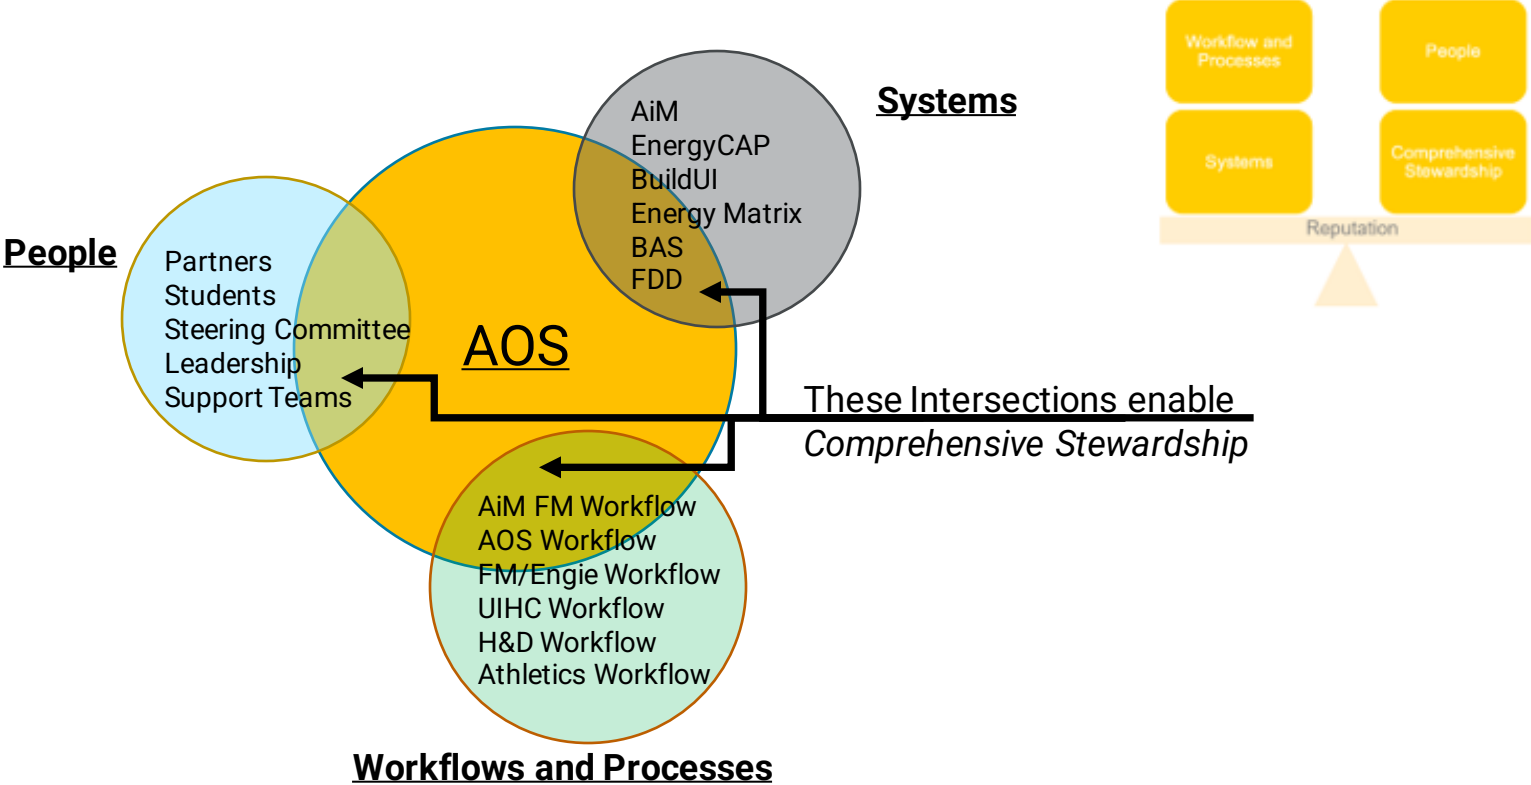 Workflow and
Processes
People
Systems
Comprehensive
Stewardship
Reputation
Systems
AiM
EnergyCAP
BuildUI
Energy Matrix
BAS
FDD
People
Partners
Students
Steering Committee
Leadership
Support Teams
AOS
These Intersections enable
Comprehensive Stewardship
AiM FM Workflow
AOS Workflow
FM/Engie Workflow
UIHC Workflow
H&D Workflow
Athletics Workflow
Workflows and Processes